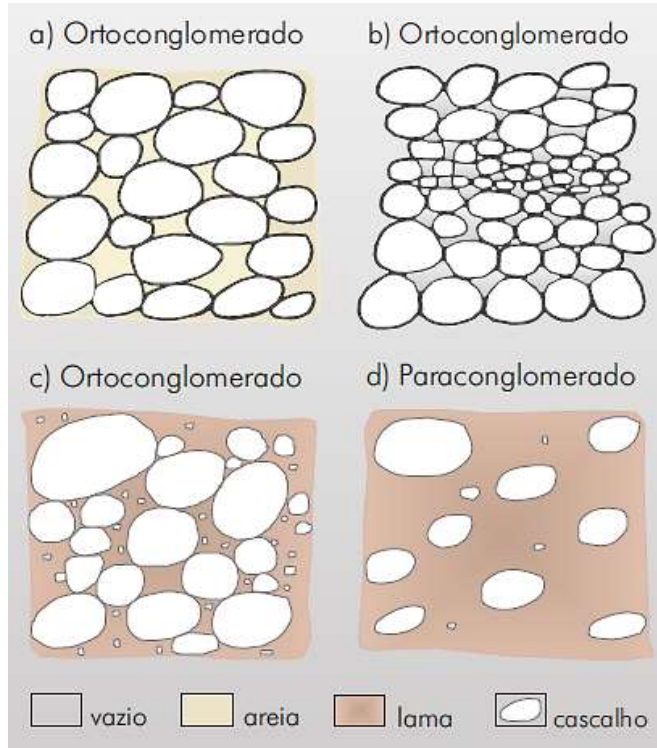 a) Ortoconglomerado
b) Ortoconglomerado
c) Ortoconglomerado
d) Paraconglomerado
vazio
areia
lama
cascalho